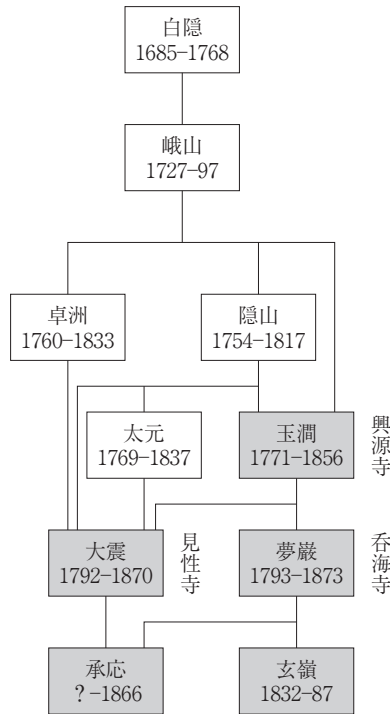 白隠
1685–1768
峨山
1727–97
卓洲
1760–1833
隠山
1754–1817
太元
1769–1837
玉澗
1771–1856
興源寺
大震
1792–1870
見性寺
夢巌
1793–1873
呑海寺
承応
？–1866
玄嶺
1832–87